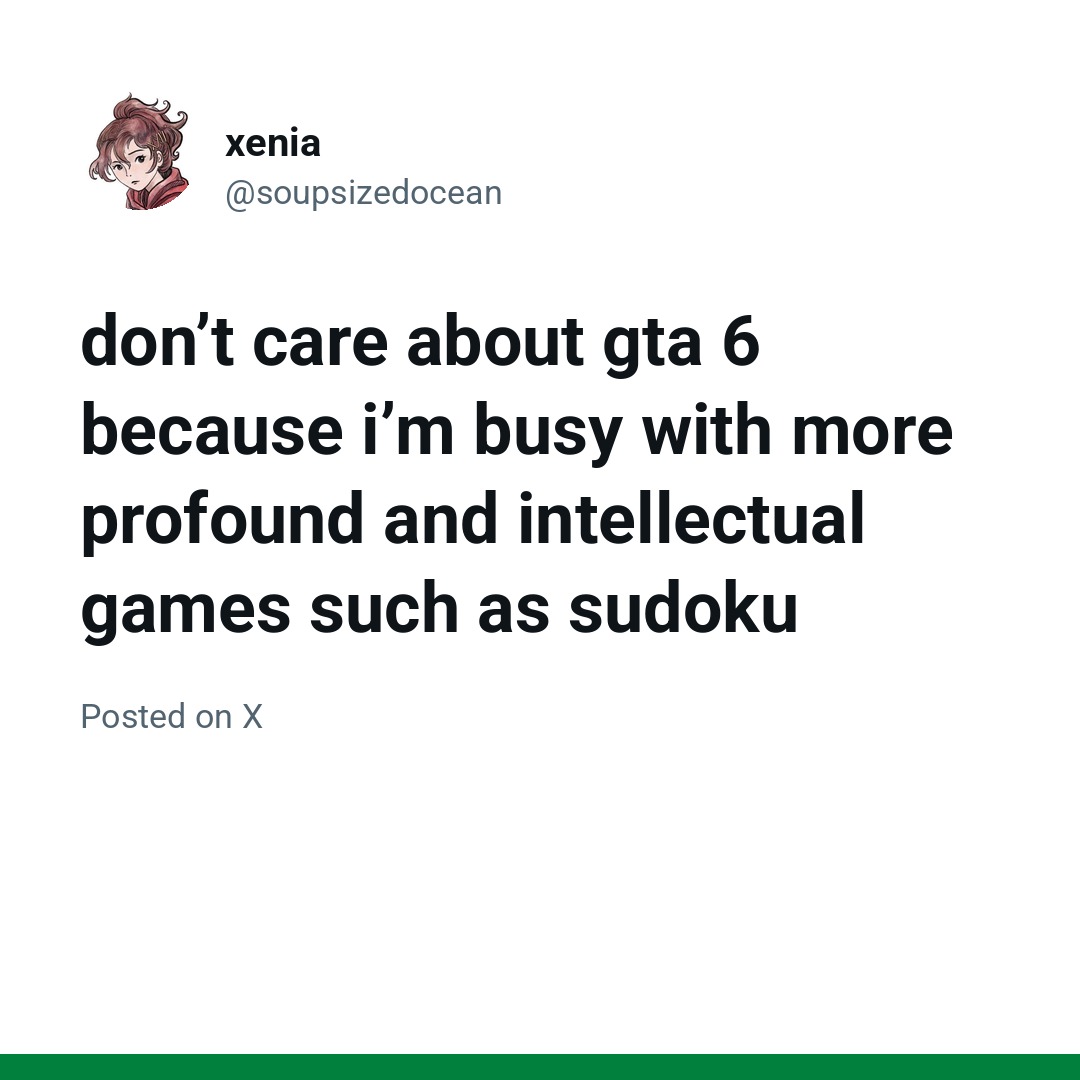 xenia
@soupsizedocean
don’t care about gta 6
because i’m busy with more
profound and intellectual
games such as sudoku
Posted on X